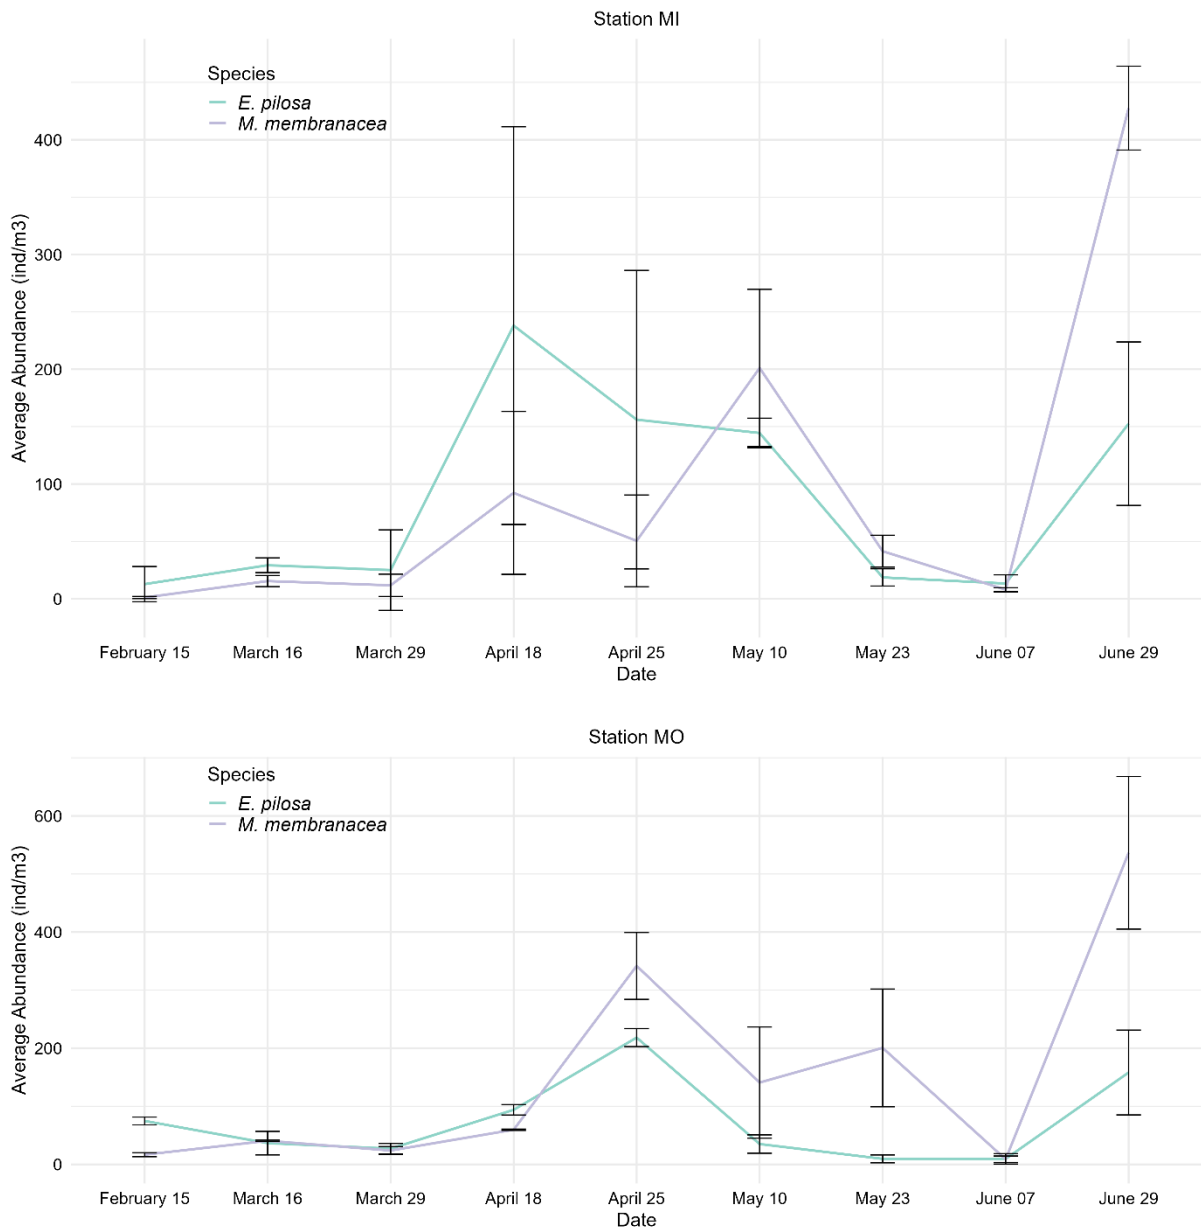 Station MI
Species
E. pilosa
M. membranacea
Average Abundance (ind/m3)
400
300
200
100
0
February 15 March 16 March 29 April 18 April 25 May 10 May 23 June 07 June 29
Date
Station MO
Species
E. pilosa
M. membranacea
Average Abundance (ind/m3)
600
400
200
0
February 15 March 16 March 29 April 18 April 25 May 10 May 23 June 07 June 29
Date